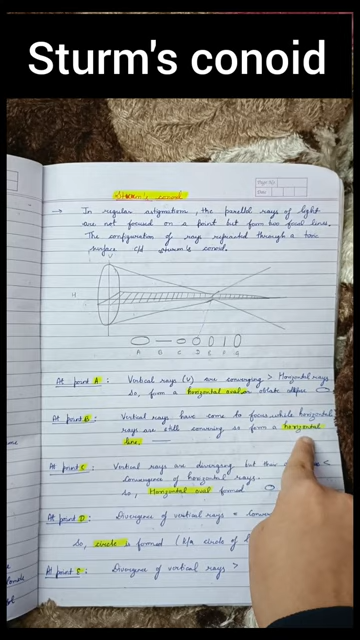 Sturm's conoid
Page No.
Date
Sturm's conoid
→ In regular astigmatism, the parallel rays of light
are not focused on a point but form two focal lines.
The configuration of rays refracted through a toric
surface c/d Sturm's conoid.
V
H
A B C D E F G
At point A : Vertical rays (V) are converging > Horizontal rays
So, form a horizontal oval or oblate ellipse
At point B : Vertical rays have come to focus while horizontal
rays are still converging so form a horizontal
line.
At point C : Vertical rays are diverging but their <
convergence of horizontal rays.
So, Horizontal oval formed
At point D : Divergence of vertical rays =
So, circle is formed (k/a circle of
At point E : Divergence of vertical rays >